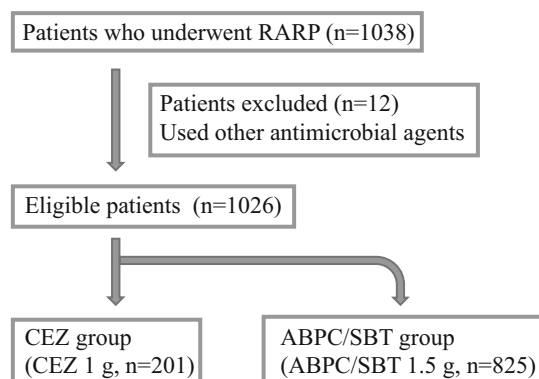 Patients who underwent RARP (n=1038)
Patients excluded (n=12)
Used other antimicrobial agents
Eligible patients (n=1026)
CEZ group
(CEZ 1 g, n=201)
ABPC/SBT group
(ABPC/SBT 1.5 g, n=825)